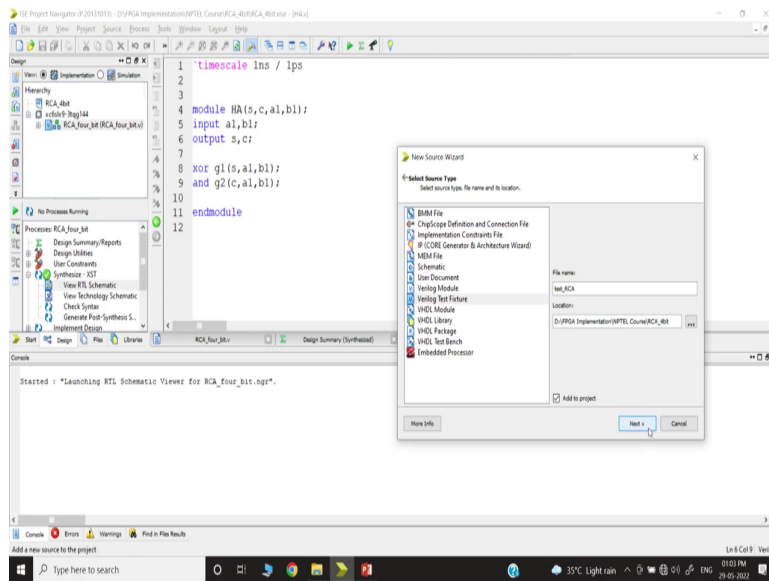 ISE Project Navigator (P.20131013) - D:\FPGA Implementation\NPTEL Course\RCA_4bit\RCA_4bit.xise - [HA.v]
File Edit View Project Source Process Tools Window Layout Help
Design
View: Implementation Simulation
Hierarchy
RCA_4bit
RCA_four_bit (RCA_four_bit.v)
No Processes Running
Processes: RCA_four_bit
Design Summary/Reports
Design Utilities
User Constraints
Synthesize - XST
View RTL Schematic
View Technology Schematic
Check Syntax
Generate Post-Synthesis S...
Implement Design
Start Design Files Libraries
1 `timescale 1ns / 1ps
2
3
4 module HA(s,c,a1,b1);
5 input a1,b1;
6 output s,c;
7
8 xor g1(s,a1,b1);
9 and g2(c,a1,b1);
10
11 endmodule
12
RCA_four_bit.v
Design Summary (Synthesized)
New Source Wizard
Select Source Type
Select source type, file name and its location.
BMM File
ChipScope Definition and Connection File
Implementation Constraints File
IP (CORE Generator & Architecture Wizard)
MEM File
Schematic
User Document
Verilog Module
Verilog Test Fixture
VHDL Module
VHDL Library
VHDL Package
VHDL Test Bench
Embedded Processor
File name:
test_RCA
Location:
D:\FPGA Implementation\NPTEL Course\RCA_4bit
...
Add to project
More Info
Next >
Cancel
Console
Started : "Launching RTL Schematic Viewer for RCA_four_bit.ngr".
Console Errors Warnings Find in Files Results
Add a new source to the project
Ln 6 Col 9 Veri
Type here to search
35°C Light rain
ENG
01:03 PM
29-05-2022